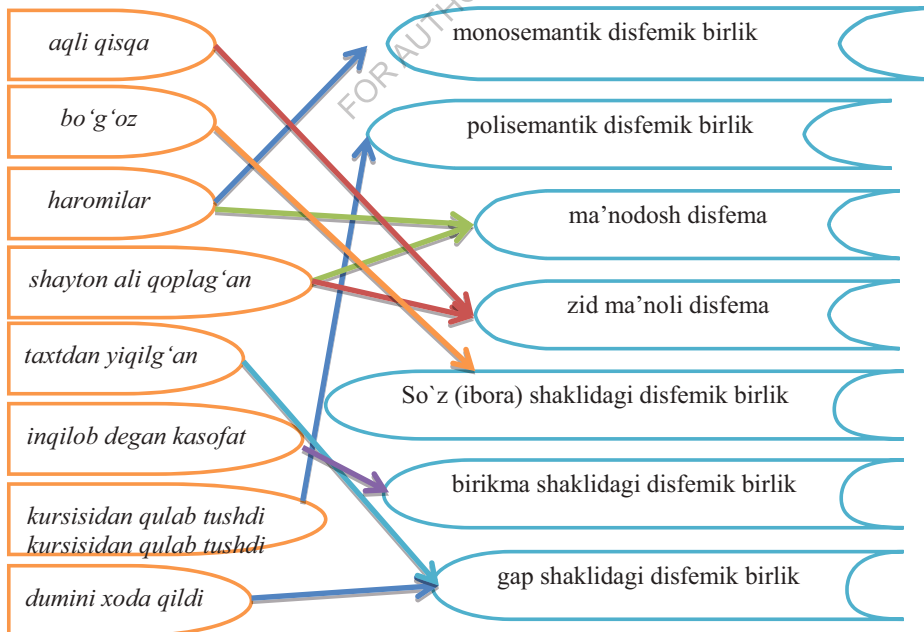 aqli qisqa
bo‘g‘oz
haromilar
shayton ali qoplag‘an
taxtdan yiqilg‘an
inqilob degan kasofat
kursisidan qulab tushdi
kursisidan qulab tushdi
dumini xoda qildi
monosemantik disfemik birlik
polisemantik disfemik birlik
ma’nodosh disfema
zid ma’noli disfema
So`z (ibora) shaklidagi disfemik birlik
birikma shaklidagi disfemik birlik
gap shaklidagi disfemik birlik
FOR AUTHO